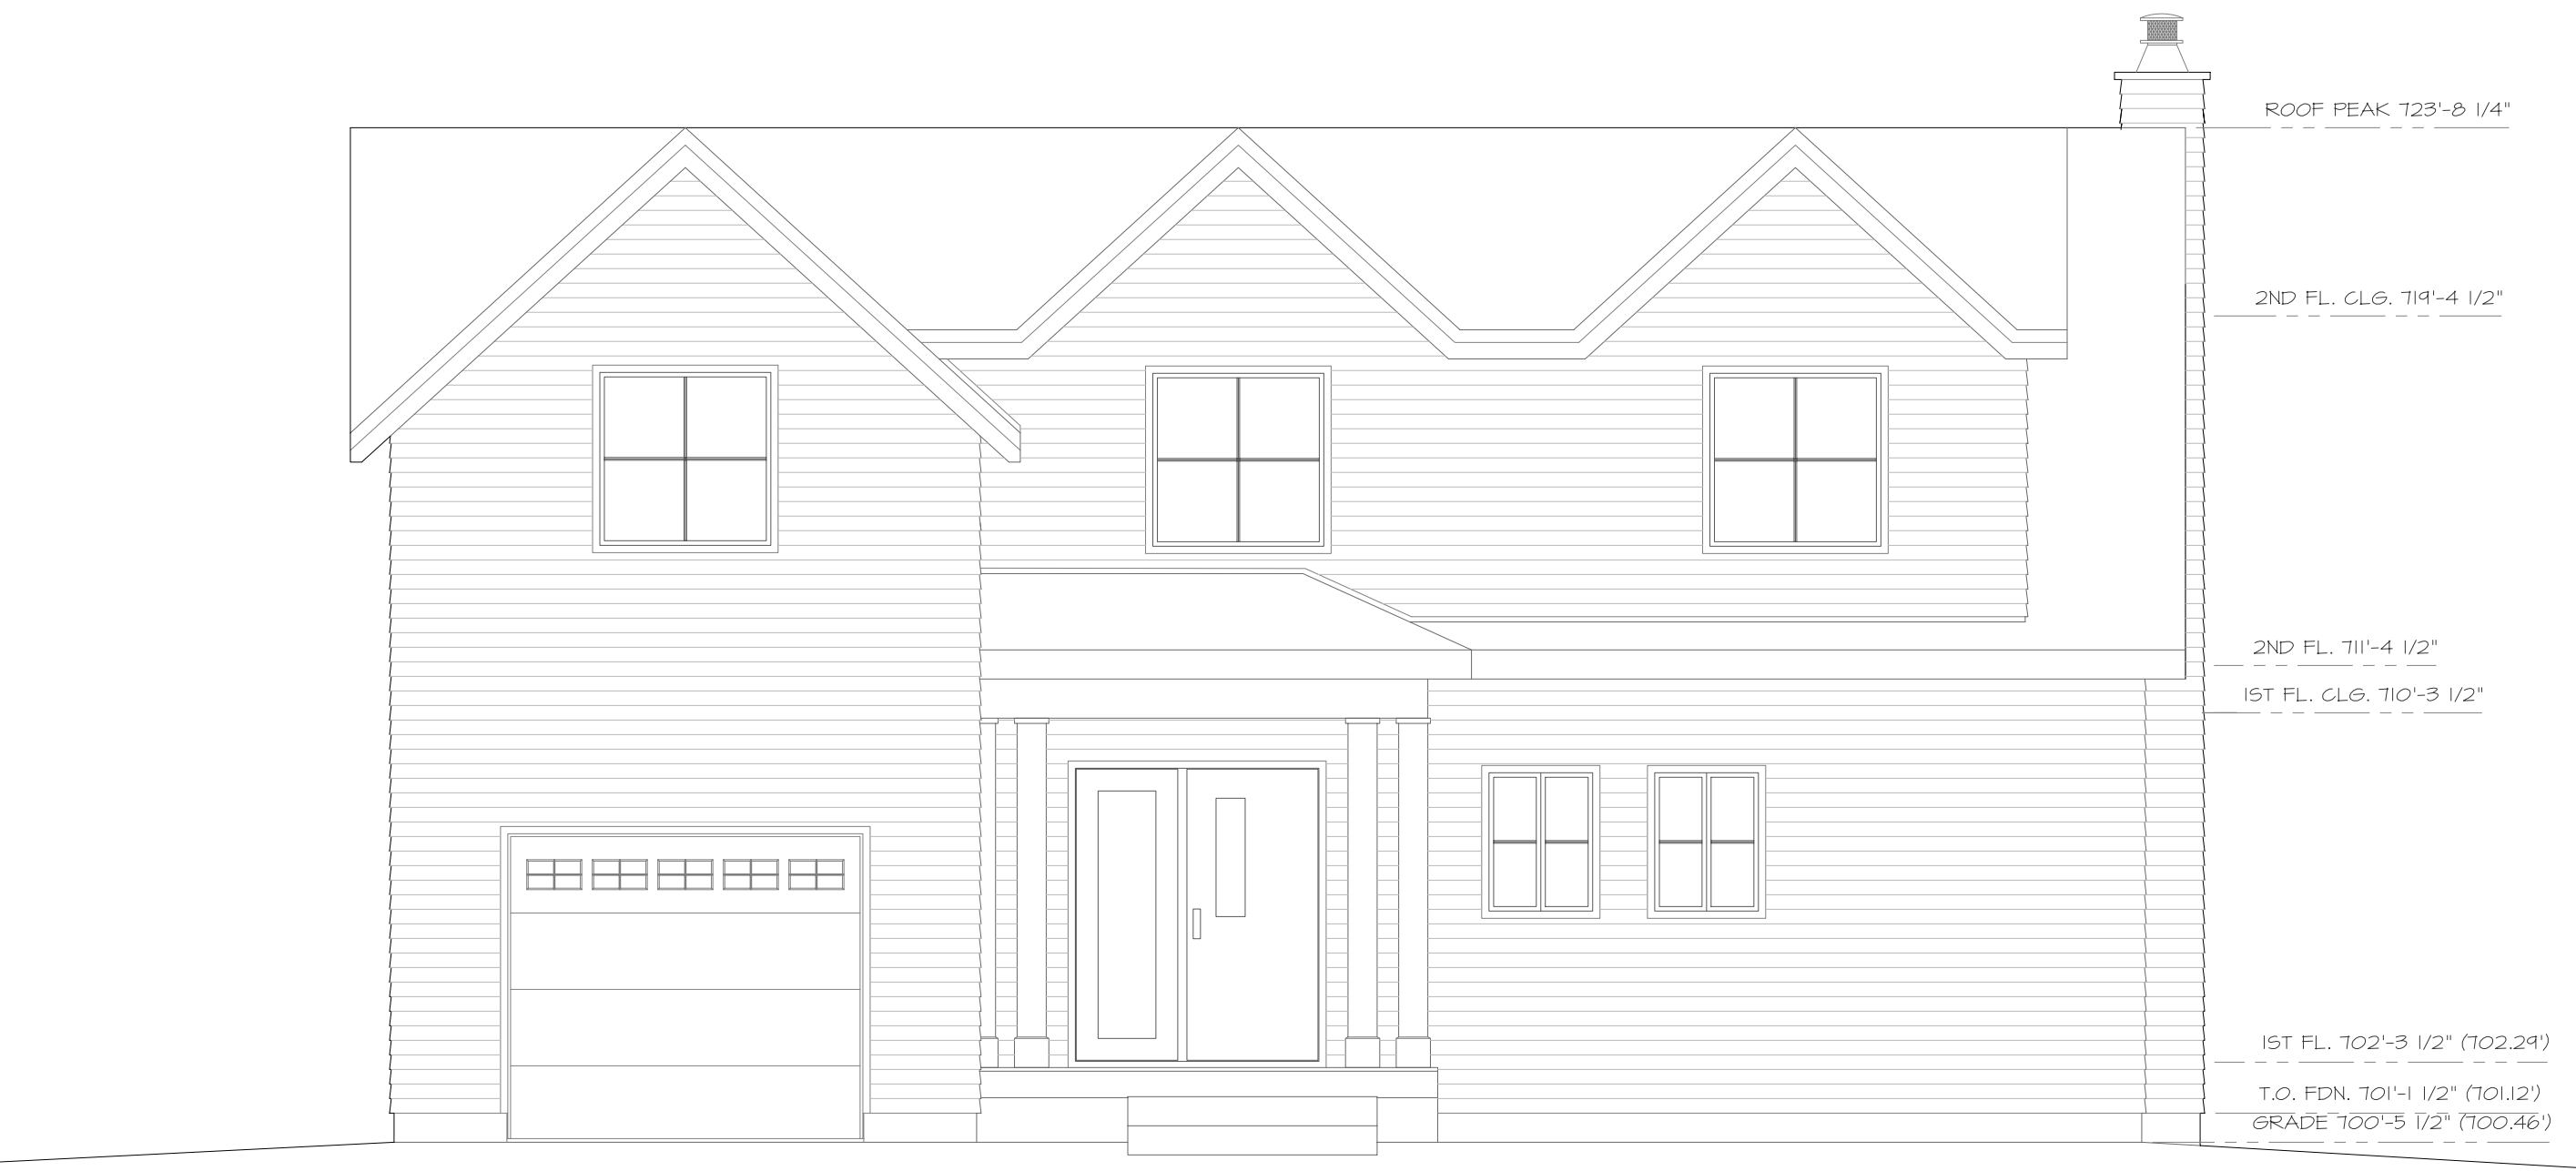 ROOF PEAK 723'-8 1/4"
2ND FL. CLG. 719'-4 1/2"
2ND FL. 711'-4 1/2"
1ST FL. CLG. 710'-3 1/2"
1ST FL. 702'-3 1/2" (702.29')
T.O. FDN. 701'-1 1/2" (701.12')
GRADE 700'-5 1/2" (700.46')